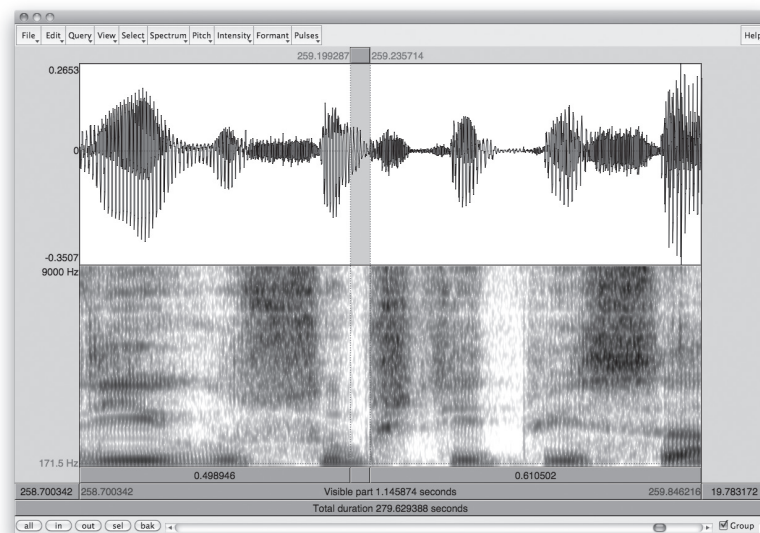 File Edit Query View Select Spectrum Pitch Intensity Formant Pulses Help
259.199287 259.235714
0.2653
0
-0.3507
9000 Hz
171.5 Hz
0.498946 0.610502
258.700342 258.700342 Visible part 1.145874 seconds 259.846216 19.783172
Total duration 279.629388 seconds
all in out sel bak Group